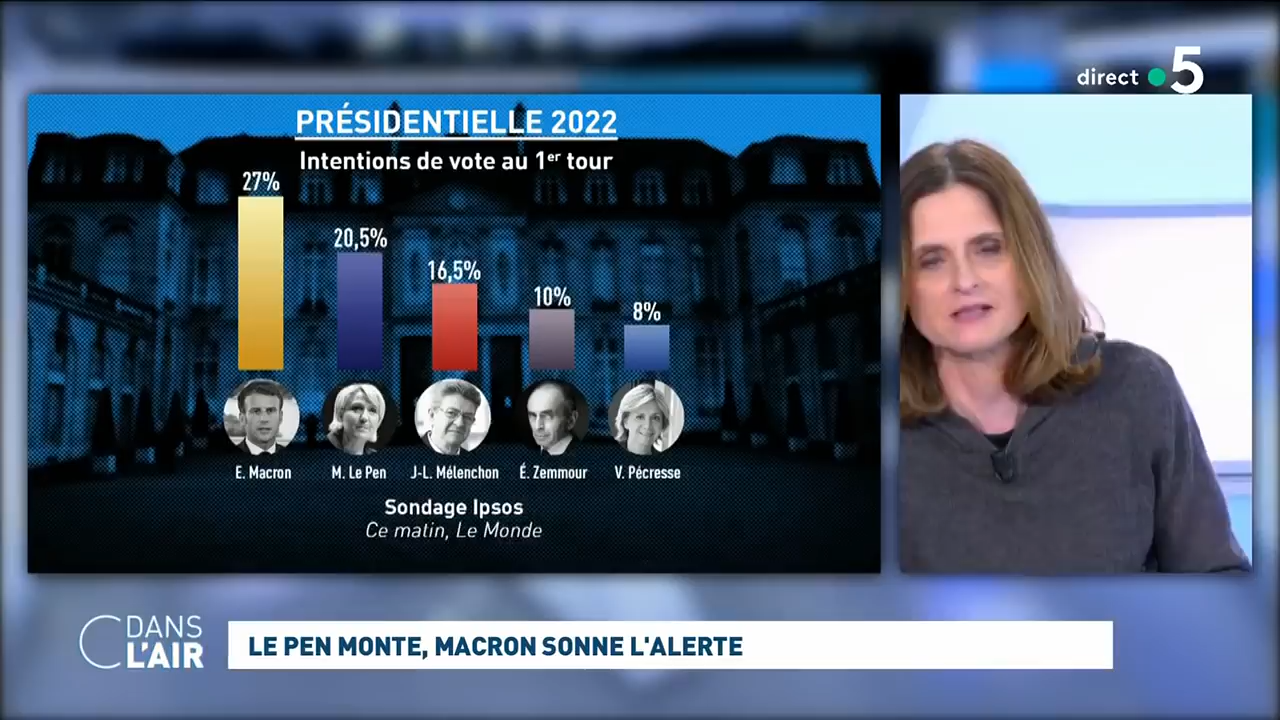 direct 5
PRÉSIDENTIELLE 2022
Intentions de vote au 1er tour
27%
20,5%
16,5%
10%
8%
E. Macron
M. Le Pen
J-L. Mélenchon
É. Zemmour
V. Pécresse
Sondage Ipsos
Ce matin, Le Monde
C DANS
L'AIR
LE PEN MONTE, MACRON SONNE L'ALERTE